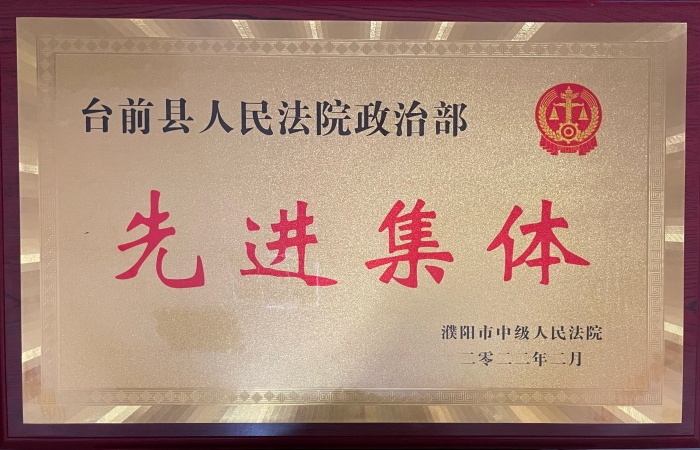 台前县人民法院政治部
先进集体
濮阳市中级人民法院
二零二二年二月